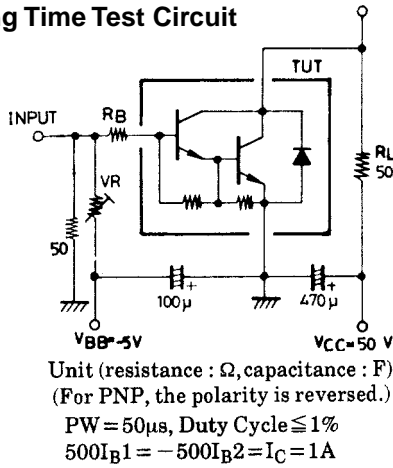 g Time Test Circuit
TUT
INPUT
RB
VR
RL
50
50
100μ
+
470μ
+
VBB=-5V
VCC=50 V
Unit (resistance : Ω, capacitance : F)
(For PNP, the polarity is reversed.)
PW=50μs, Duty Cycle≦1%
500IB1=-500IB2=IC=1A